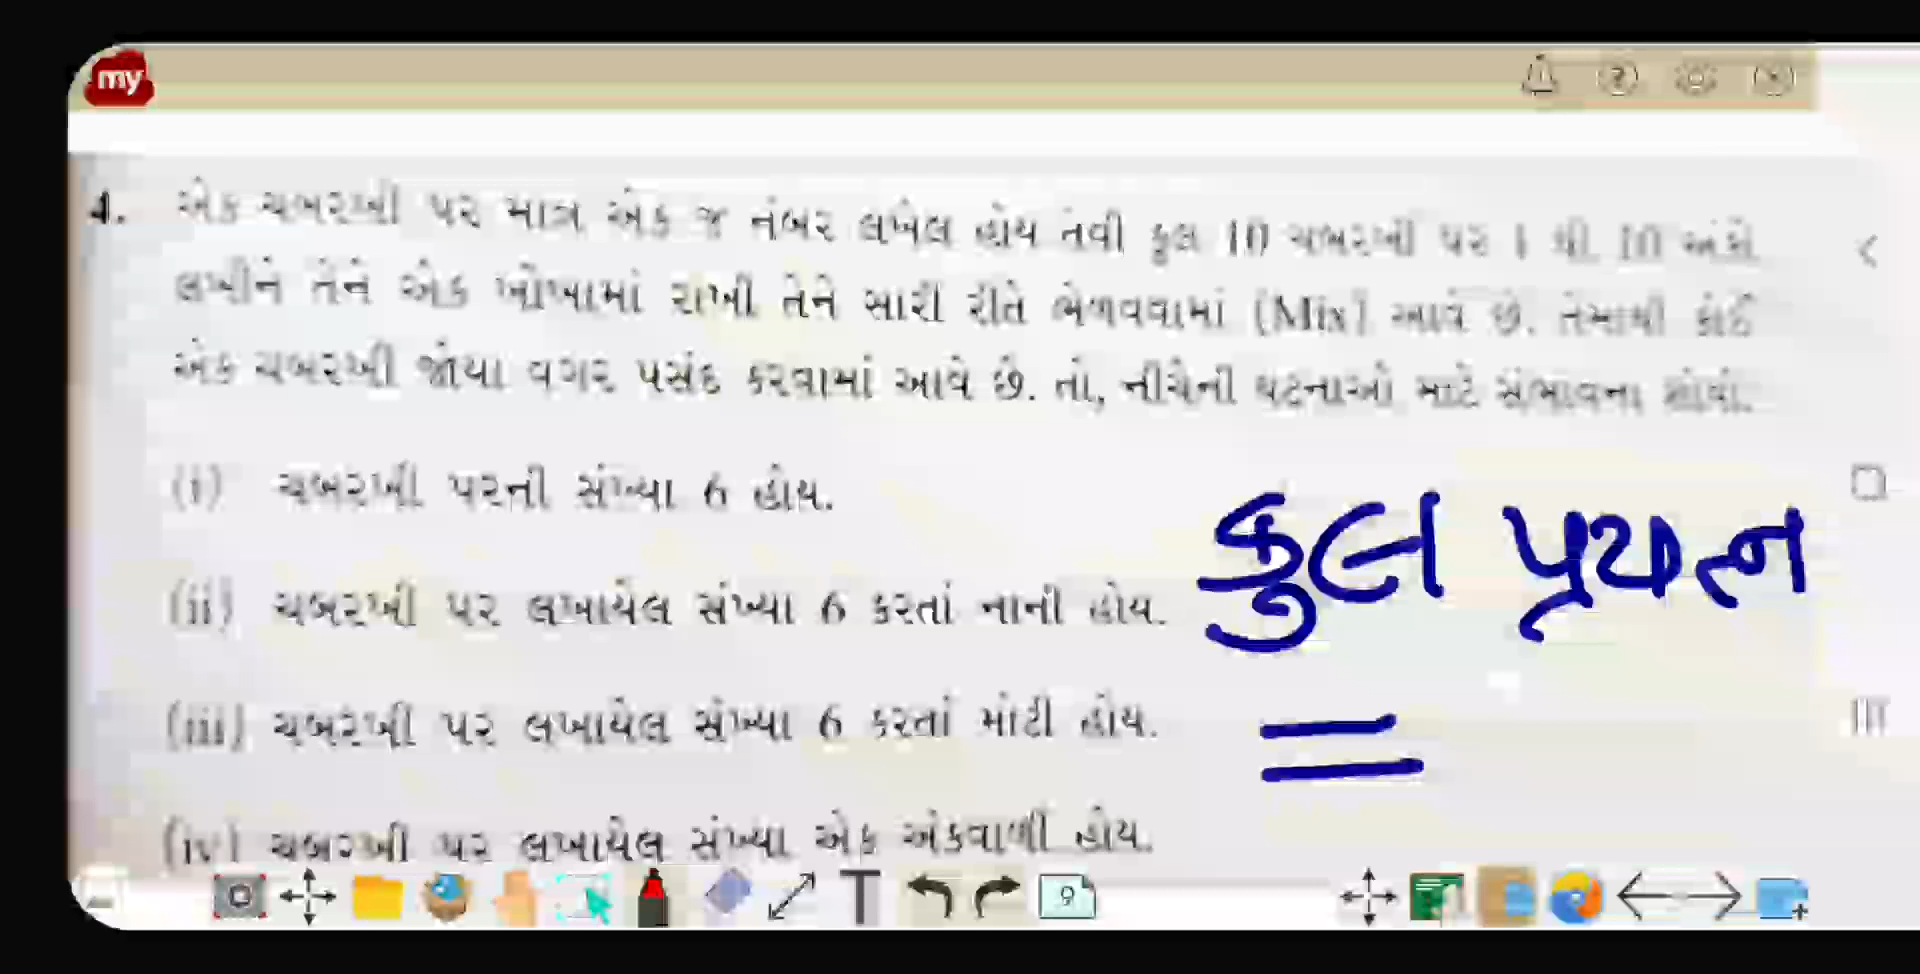 my
4. એક ચબરખી પર માત્ર એક જ નંબર લખેલ હોય તેવી કુલ 10 ચબરખી પર 1 થી 10 અંકો
લખીને તેને એક ખોખામાં રાખી તેને સારી રીતે ભેળવવામાં (Mix) આવે છે. તેમાથી કોઈ
એક ચબરખી જોયા વગર પસંદ કરવામાં આવે છે. તો, નીચેની ઘટનાઓ માટે સંભાવના શોધો.
(i) ચબરખી પરની સંખ્યા 6 હોય.
(ii) ચબરખી પર લખાયેલ સંખ્યા 6 કરતાં નાની હોય.
કુલ પ્રયત્ન
=
(iii) ચબરખી પર લખાયેલ સંખ્યા 6 કરતાં મોટી હોય.
(iv) ચબરખી પર લખાયેલ સંખ્યા એક અંકવાળી હોય.
T
9